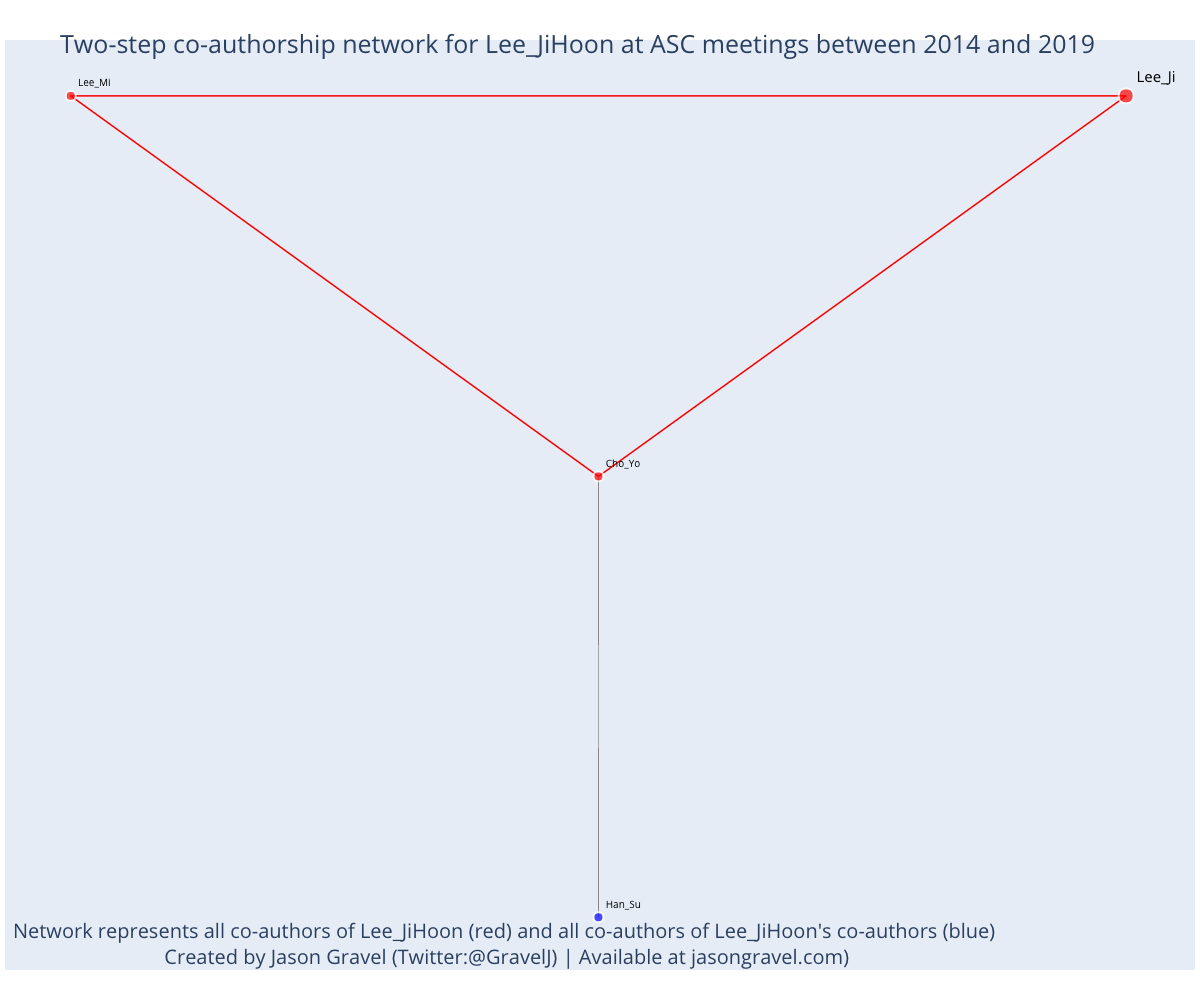 Two-step co-authorship network for Lee_JiHoon at ASC meetings between 2014 and 2019
Lee_Mi
Lee_Ji
Cho_Yo
Han_Su
Network represents all co-authors of Lee_JiHoon (red) and all co-authors of Lee_JiHoon's co-authors (blue)
Created by Jason Gravel (Twitter:@GravelJ) | Available at jasongravel.com)